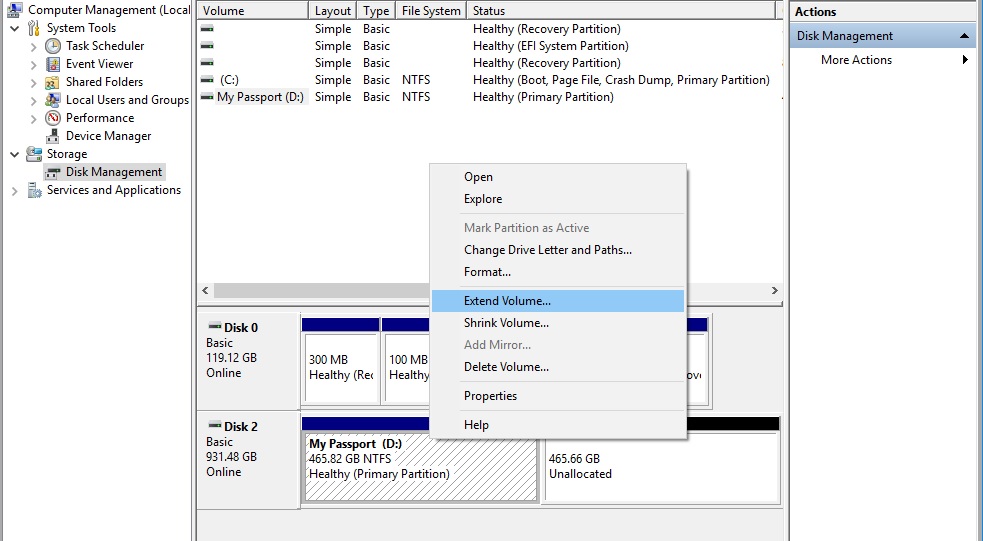 Computer Management (Local
System Tools
Task Scheduler
Event Viewer
Shared Folders
Local Users and Groups
Performance
Device Manager
Storage
Disk Management
Services and Applications
Volume Layout Type File System Status
Simple Basic Healthy (Recovery Partition)
Simple Basic Healthy (EFI System Partition)
Simple Basic Healthy (Recovery Partition)
(C:) Simple Basic NTFS Healthy (Boot, Page File, Crash Dump, Primary Partition)
My Passport (D:) Simple Basic NTFS Healthy (Primary Partition)
Open
Explore
Mark Partition as Active
Change Drive Letter and Paths...
Format...
Extend Volume...
Shrink Volume...
Add Mirror...
Delete Volume...
Properties
Help
Disk 0
Basic
119.12 GB
Online
300 MB
Healthy (Rec
100 MB
Healthy
Disk 2
Basic
931.48 GB
Online
My Passport (D:)
465.82 GB NTFS
Healthy (Primary Partition)
465.66 GB
Unallocated
Actions
Disk Management
More Actions